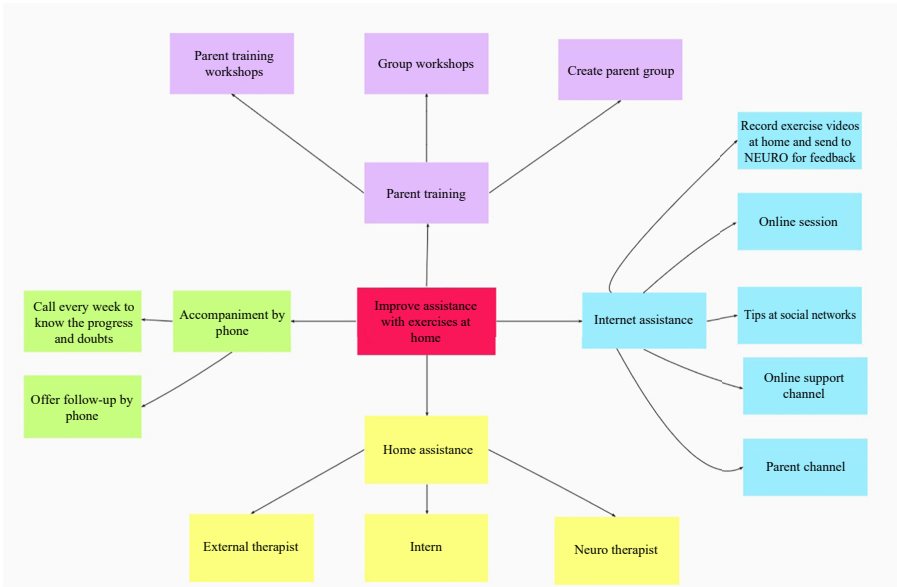 Parent training
workshops
Group workshops
Create parent group
Record exercise videos
at home and send to
NEURO for feedback
Parent training
Online session
Call every week to
know the progress
and doubts
Accompaniment by
phone
Improve assistance
with exercises at
home
Internet assistance
Tips at social networks
Offer follow-up by
phone
Online support
channel
Home assistance
Parent channel
External therapist
Intern
Neuro therapist